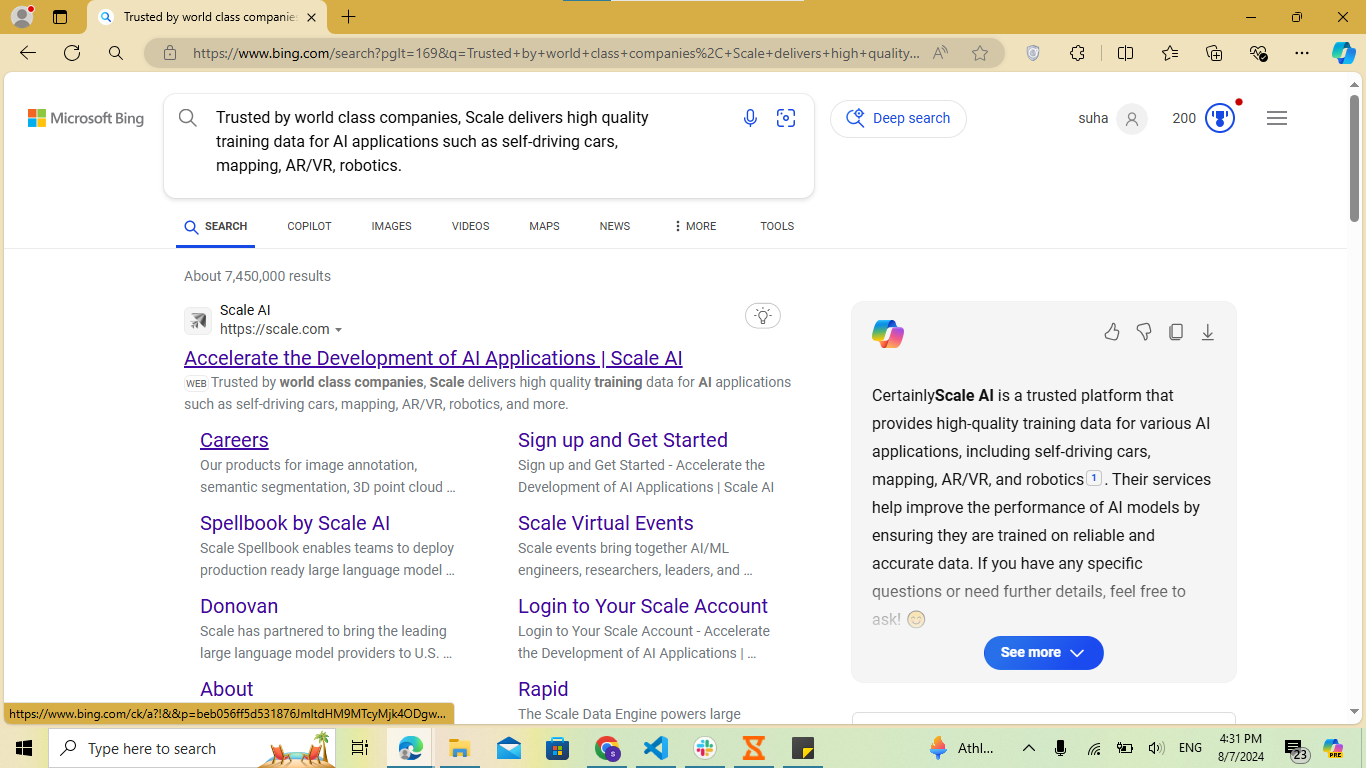 Trusted by world class companies
https://www.bing.com/search?pglt=169&q=Trusted+by+world+class+companies%2C+Scale+delivers+high+quality...
Microsoft Bing
Trusted by world class companies, Scale delivers high quality
training data for AI applications such as self-driving cars,
mapping, AR/VR, robotics.
Deep search
suha
200
SEARCH
COPILOT
IMAGES
VIDEOS
MAPS
NEWS
MORE
TOOLS
About 7,450,000 results
Scale AI
https://scale.com
Accelerate the Development of AI Applications | Scale AI
WEB Trusted by world class companies, Scale delivers high quality training data for AI applications
such as self-driving cars, mapping, AR/VR, robotics, and more.
Careers
Our products for image annotation,
semantic segmentation, 3D point cloud ...
Sign up and Get Started
Sign up and Get Started - Accelerate the
Development of AI Applications | Scale AI
Spellbook by Scale AI
Scale Spellbook enables teams to deploy
production ready large language model ...
Scale Virtual Events
Scale events bring together AI/ML
engineers, researchers, leaders, and ...
Donovan
Scale has partnered to bring the leading
large language model providers to U.S. ...
Login to Your Scale Account
Login to Your Scale Account - Accelerate
the Development of AI Applications | ...
About
Rapid
The Scale Data Engine powers large
CertainlyScale AI is a trusted platform that
provides high-quality training data for various AI
applications, including self-driving cars,
mapping, AR/VR, and robotics 1 . Their services
help improve the performance of AI models by
ensuring they are trained on reliable and
accurate data. If you have any specific
questions or need further details, feel free to
ask! 😊
See more
https://www.bing.com/ck/a?!&&p=beb056ff5d531876JmltdHM9MTcyMjk4ODgw...
Type here to search
Athl...
ENG
4:31 PM
8/7/2024
23
PRE